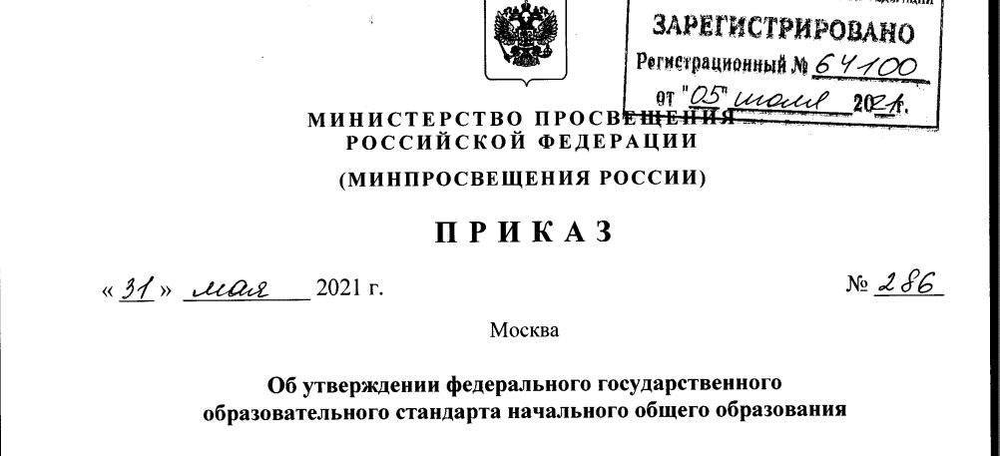 ЗАРЕГИСТРИРОВАНО
Регистрационный № 64100
от "05" июля 2021г.
МИНИСТЕРСТВО ПРОСВЕЩЕНИЯ
РОССИЙСКОЙ ФЕДЕРАЦИИ
(МИНПРОСВЕЩЕНИЯ РОССИИ)
ПРИКАЗ
« 31 » мая 2021 г.
№ 286
Москва
Об утверждении федерального государственного
образовательного стандарта начального общего образования